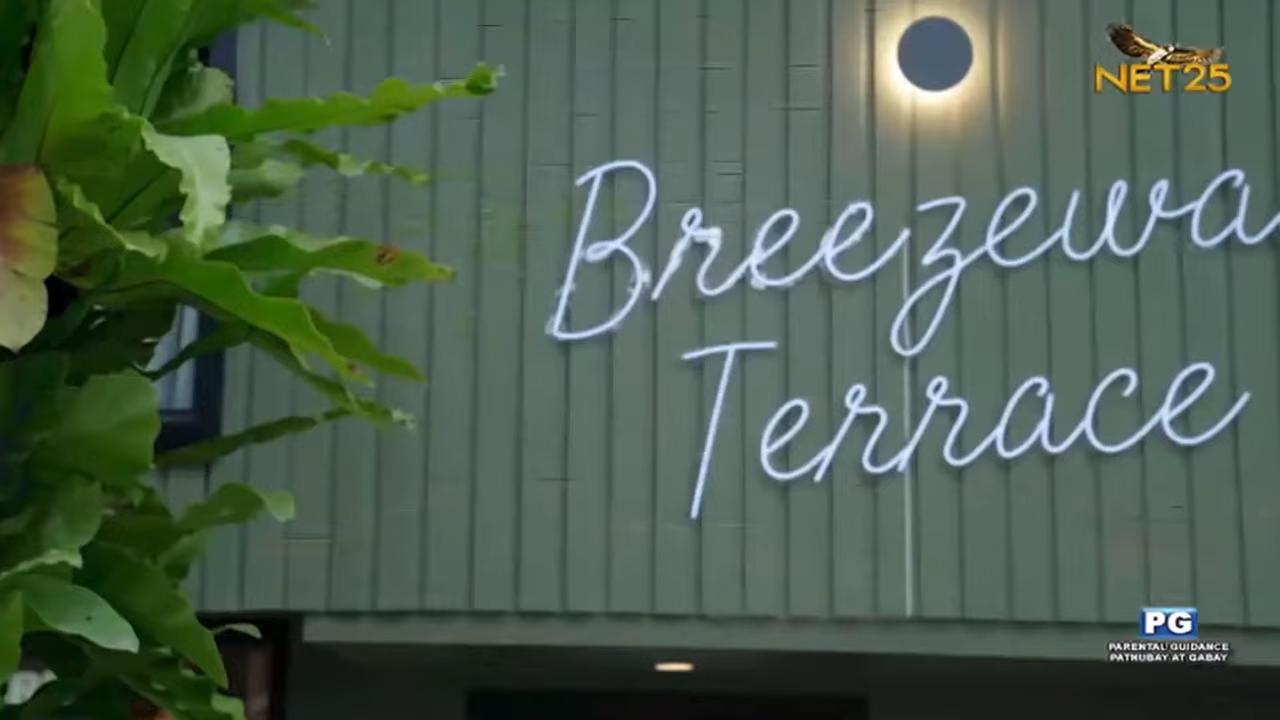 NET25
Breezewa
Terrace
PG
PARENTAL GUIDANCE
PATNUBAY AT GABAY